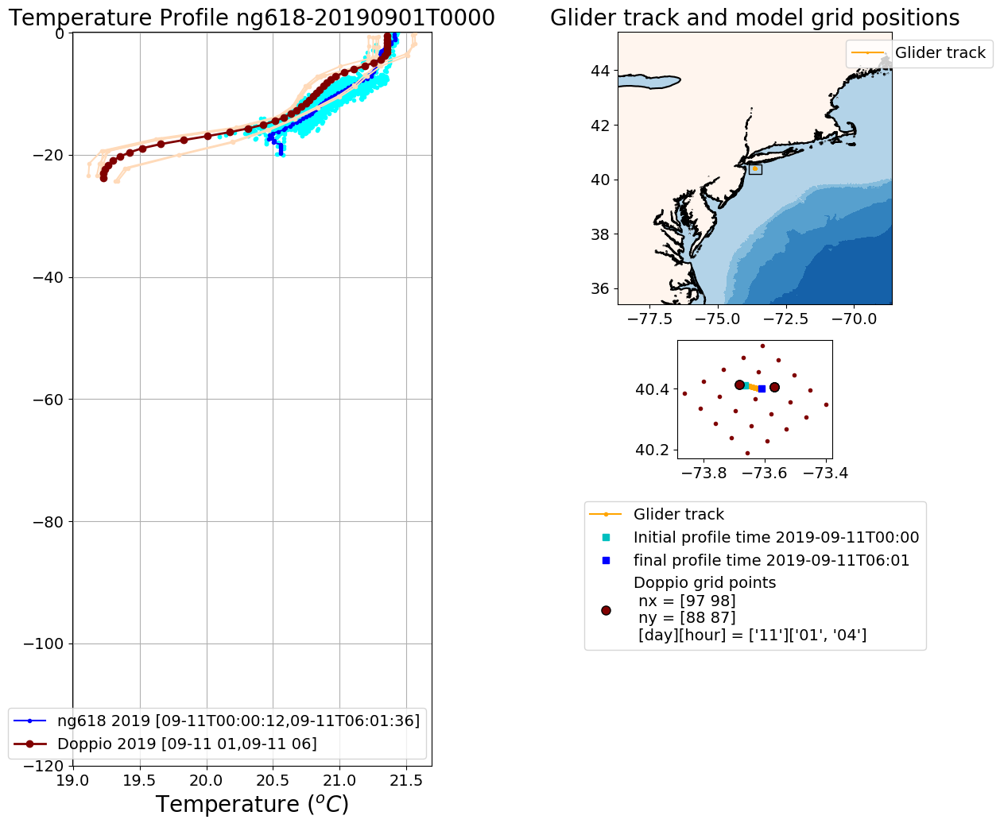 Temperature Profile ng618-20190901T0000
0
−20
−40
−60
−80
−100
−120
19.0 19.5 20.0 20.5 21.0 21.5
Temperature (°C)
ng618 2019 [09-11T00:00:12,09-11T06:01:36]
Doppio 2019 [09-11 01,09-11 06]
Glider track and model grid positions
Glider track
44
42
40
38
36
−77.5 −75.0 −72.5 −70.0
40.4
40.2
−73.8 −73.6 −73.4
Glider track
Initial profile time 2019-09-11T00:00
final profile time 2019-09-11T06:01
Doppio grid points
nx = [97 98]
ny = [88 87]
[day][hour] = ['11']['01', '04']